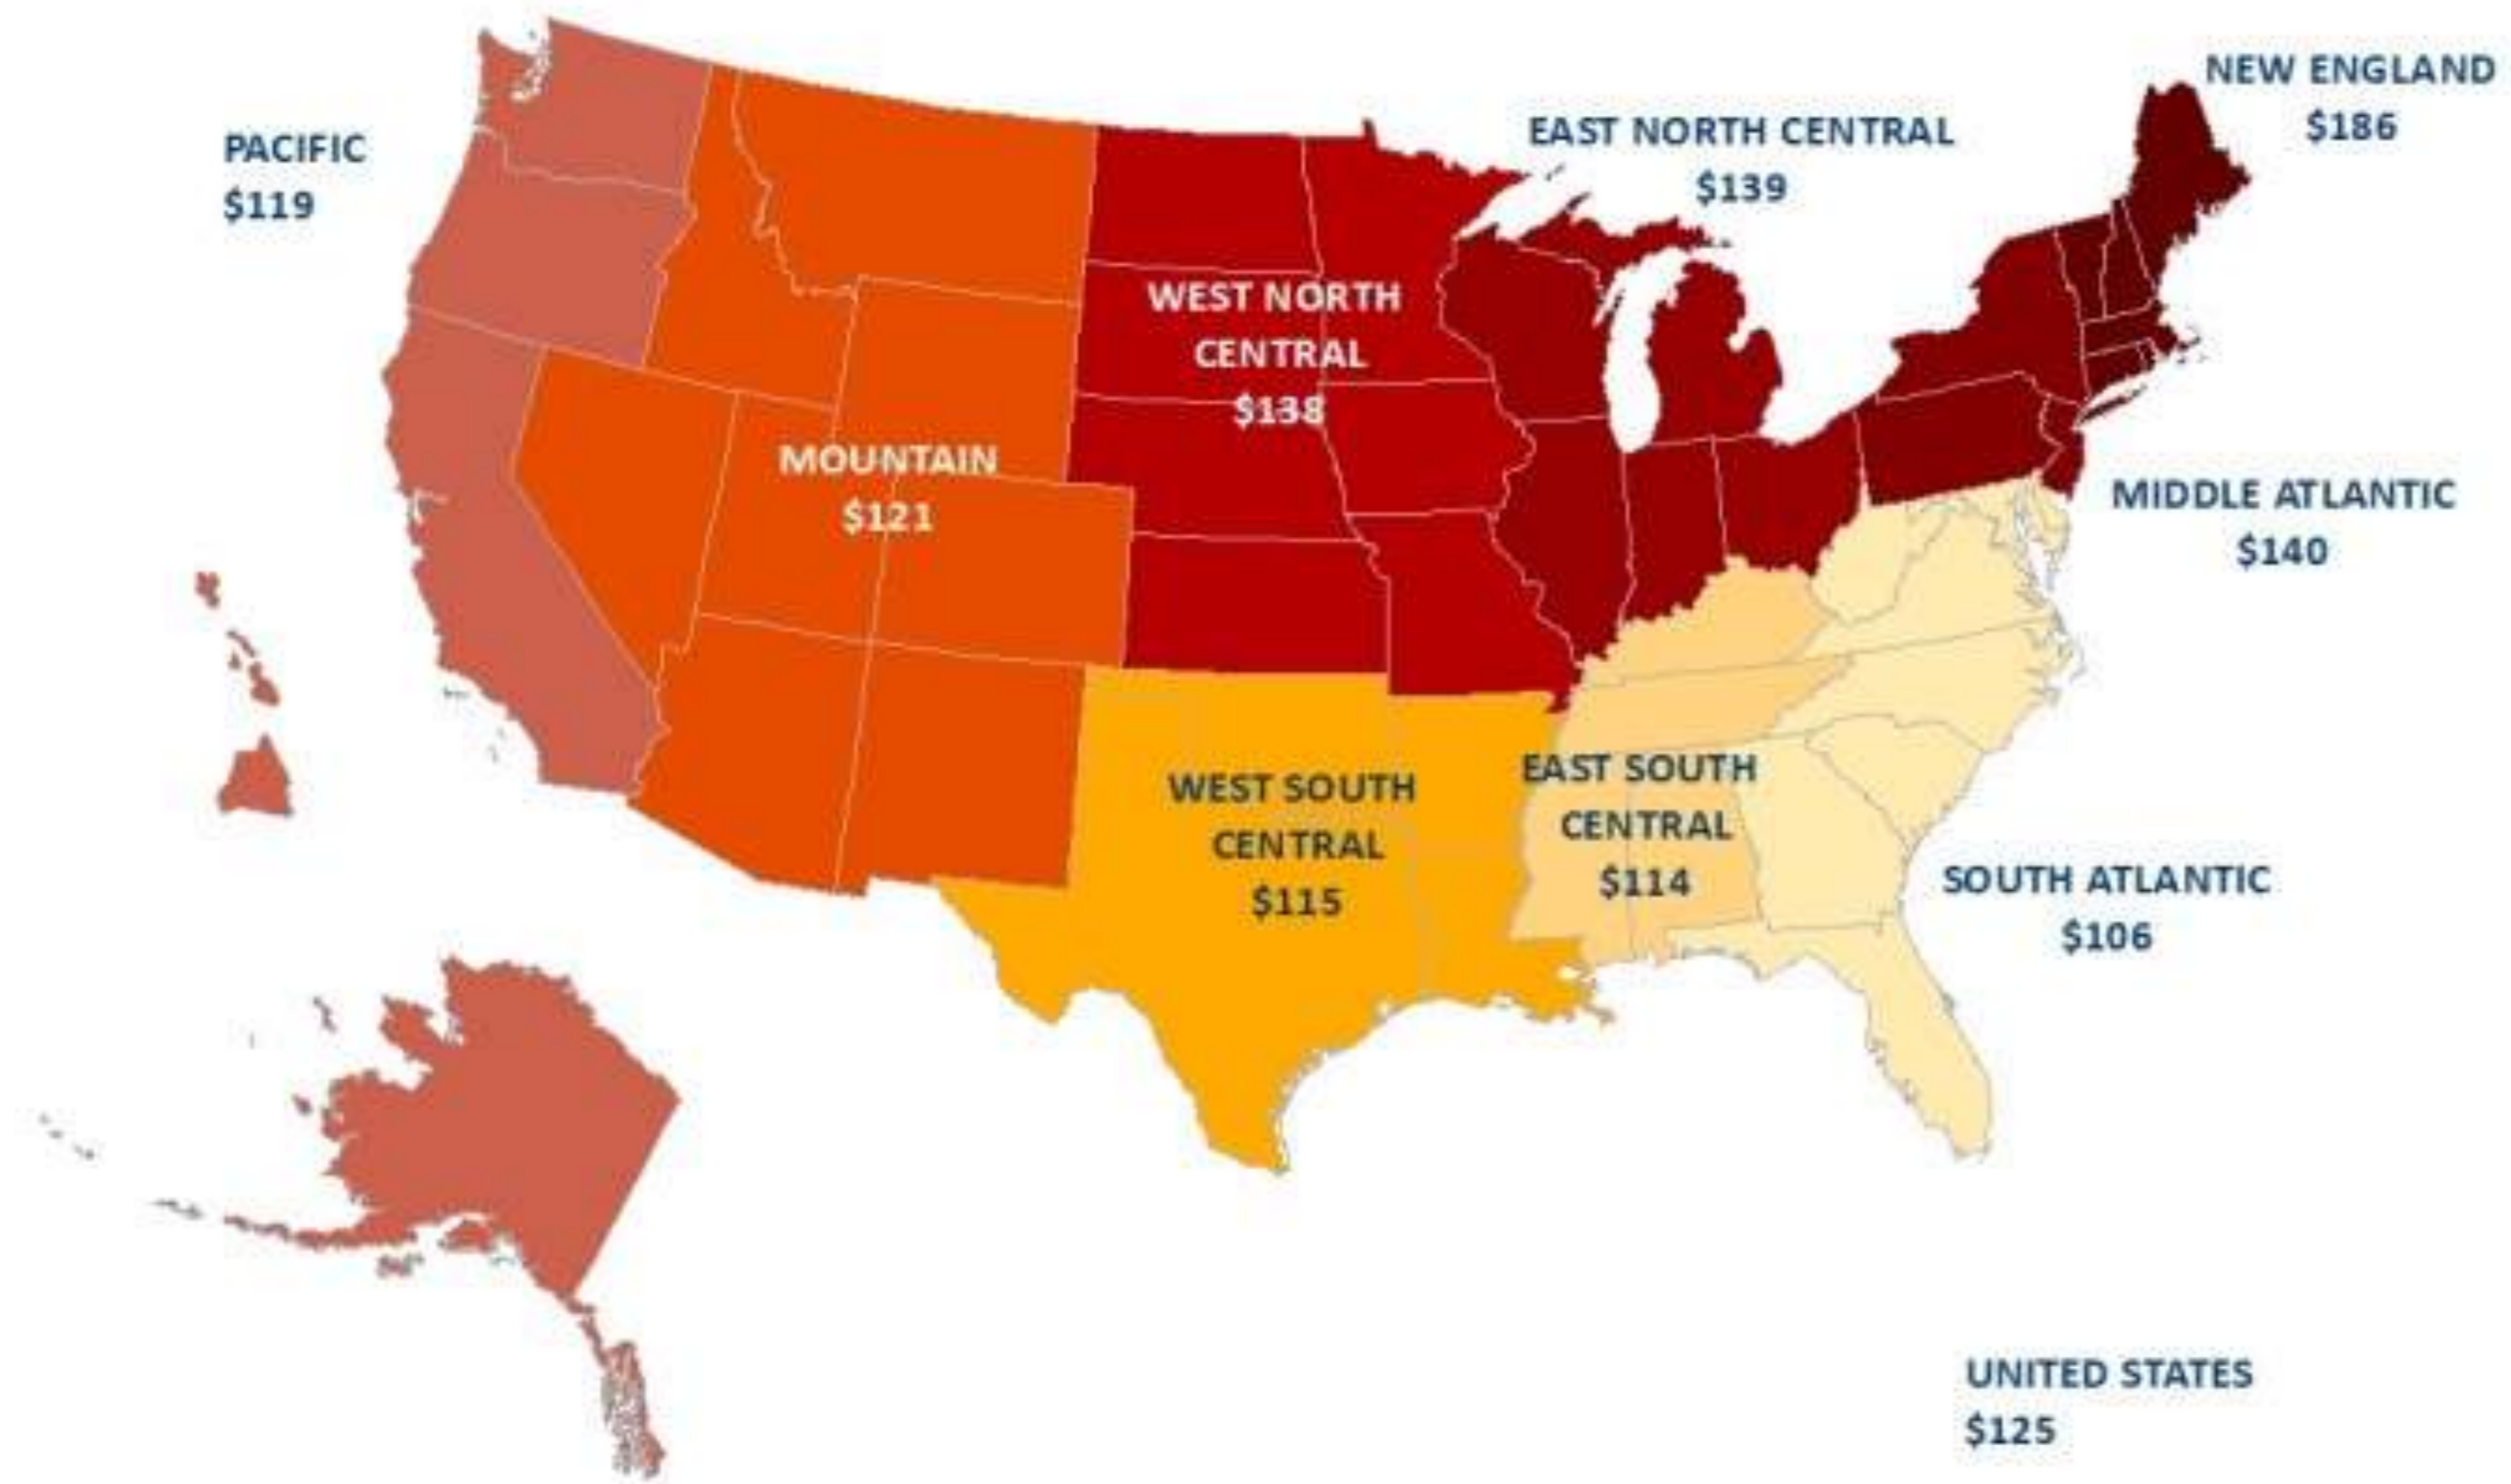 NEW ENGLAND
$186
EAST NORTH CENTRAL
$139
PACIFIC
$119
WEST NORTH
CENTRAL
$138
MOUNTAIN
$121
MIDDLE ATLANTIC
$140
WEST SOUTH
CENTRAL
$115
EAST SOUTH
CENTRAL
$114
SOUTH ATLANTIC
$106
UNITED STATES
$125